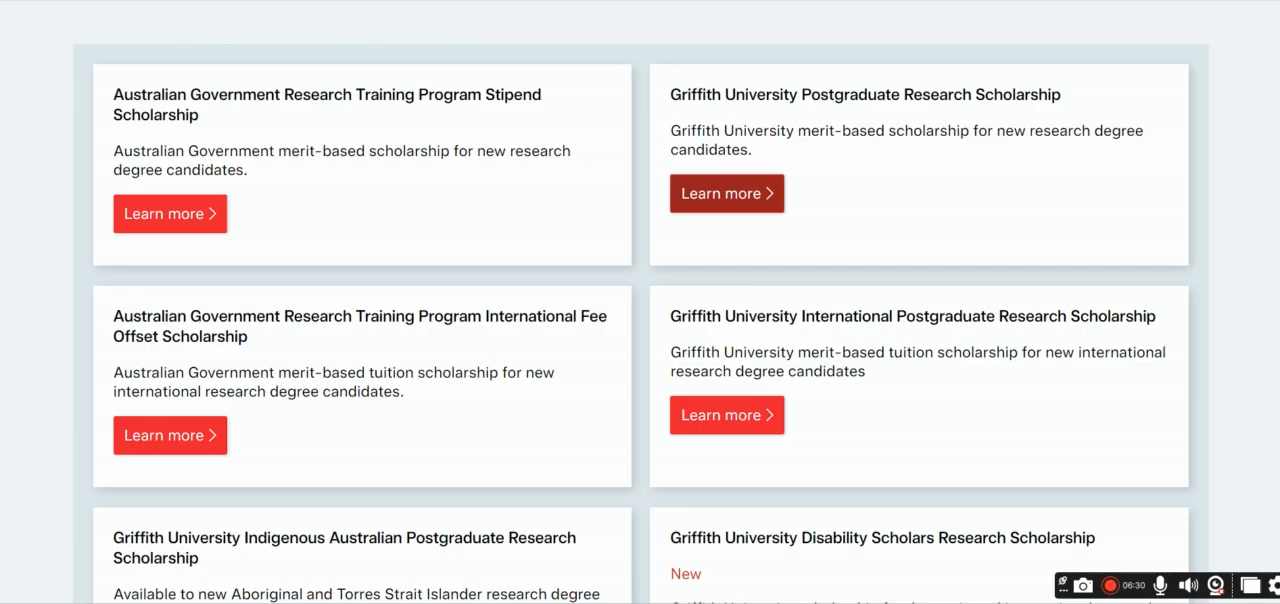 Australian Government Research Training Program Stipend
Scholarship
Australian Government merit-based scholarship for new research
degree candidates.
Learn more
Griffith University Postgraduate Research Scholarship
Griffith University merit-based scholarship for new research degree
candidates.
Learn more
Australian Government Research Training Program International Fee
Offset Scholarship
Australian Government merit-based tuition scholarship for new
international research degree candidates.
Learn more
Griffith University International Postgraduate Research Scholarship
Griffith University merit-based tuition scholarship for new international
research degree candidates
Learn more
Griffith University Indigenous Australian Postgraduate Research
Scholarship
Available to new Aboriginal and Torres Strait Islander research degree
Griffith University Disability Scholars Research Scholarship
New
06:30